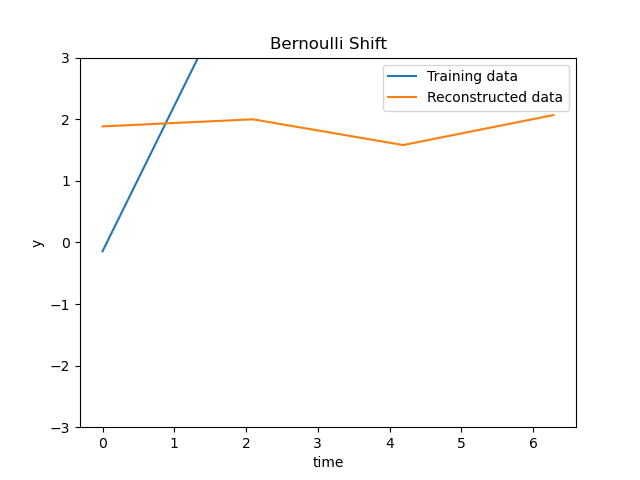 Bernoulli Shift
Training data
Reconstructed data
3
2
1
0
−1
−2
−3
y
0 1 2 3 4 5 6
time